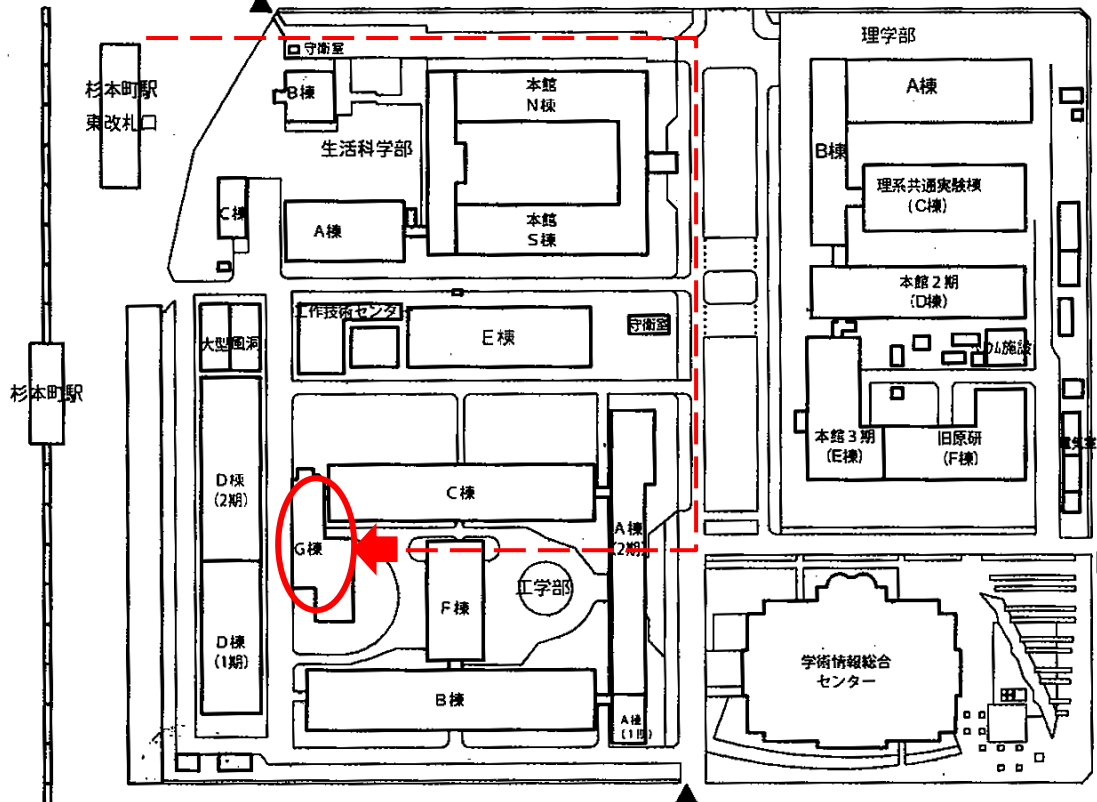 守衛室
理学部
杉本町駅
東改札口
B棟
本館
N棟
A棟
生活科学部
B棟
理系共通実験棟
(C棟)
C棟
A棟
本館
S棟
本館2期
(D棟)
工作技術センタ
E棟
守衛室
大型風洞
ム施設
杉本町駅
本館3期
(E棟)
旧原研
(F棟)
電気室
D棟
(2期)
C棟
A棟
(2期)
G棟
工学部
F棟
D棟
(1期)
学術情報総合
センター
B棟
A棟